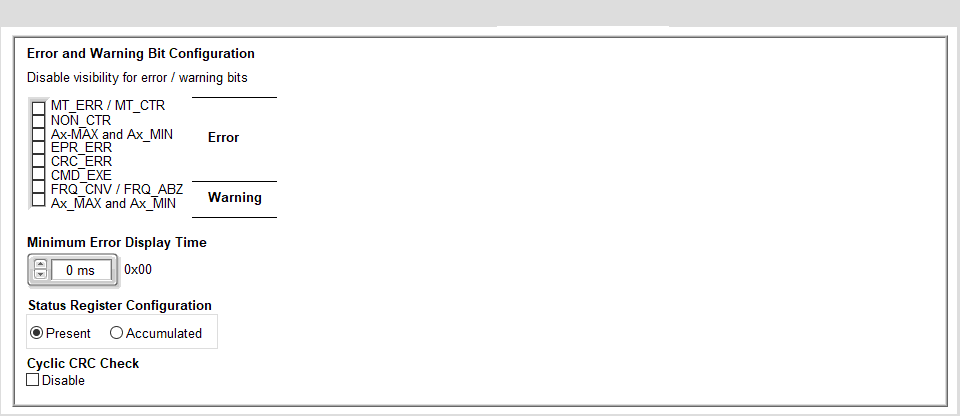 Error and Warning Bit Configuration
Disable visibility for error / warning bits
MT_ERR / MT_CTR
NON_CTR
Ax-MAX and Ax_MIN
EPR_ERR
CRC_ERR
CMD_EXE
Error
FRQ_CNV / FRQ_ABZ
Ax_MAX and Ax_MIN
Warning
Minimum Error Display Time
0 ms 0x00
Status Register Configuration
Present Accumulated
Cyclic CRC Check
Disable